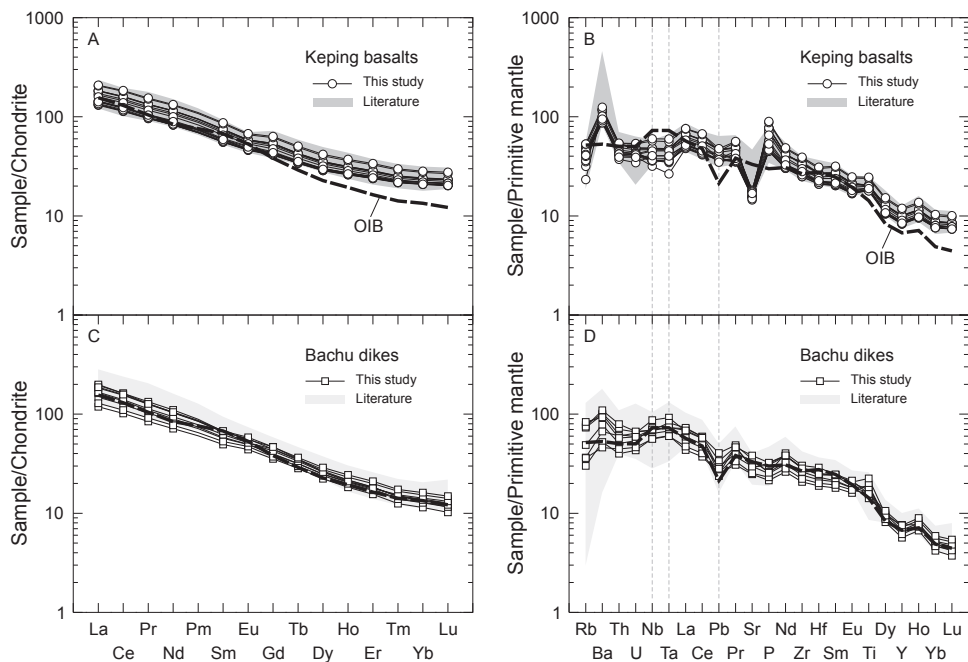 1000
100
10
1
Sample/Chondrite
A
Keping basalts
This study
Literature
OIB
1000
100
10
1
Sample/Primitive mantle
B
Keping basalts
This study
Literature
OIB
100
10
1
Sample/Chondrite
C
Bachu dikes
This study
Literature
La Pr Pm Eu Tb Ho Tm Lu
Ce Nd Sm Gd Dy Er Yb
100
10
1
Sample/Primitive mantle
D
Bachu dikes
This study
Literature
Rb Th Nb La Pb Sr Nd Hf Eu Dy Ho Lu
Ba U Ta Ce Pr P Zr Sm Ti Y Yb